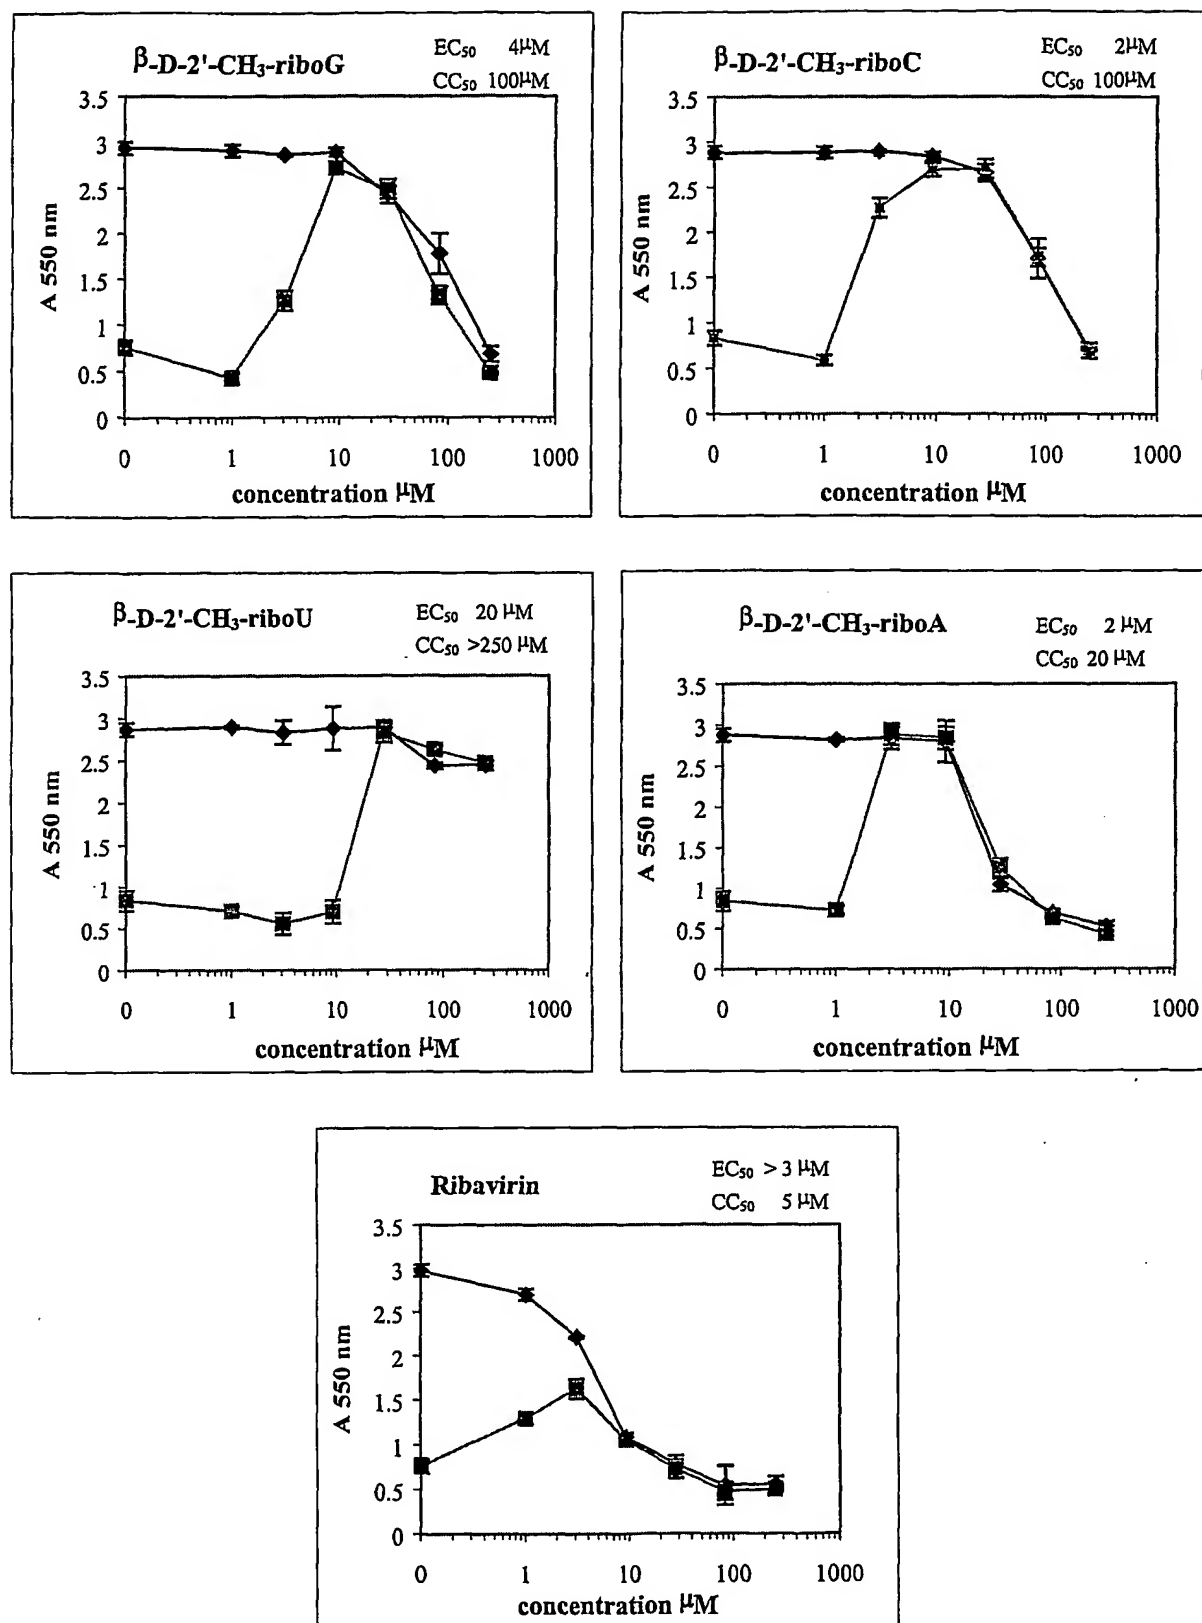 β-D-2'-CH₃-riboG
EC₅₀ 4µM
CC₅₀ 100µM
3.5
3
2.5
2
1.5
1
0.5
0
A 550 nm
0 1 10 100 1000
concentration µM
β-D-2'-CH₃-riboC
EC₅₀ 2µM
CC₅₀ 100µM
3.5
3
2.5
2
1.5
1
0.5
0
A 550 nm
0 1 10 100 1000
concentration µM
β-D-2'-CH₃-riboU
EC₅₀ 20 µM
CC₅₀ >250 µM
3.5
3
2.5
2
1.5
1
0.5
0
A 550 nm
0 1 10 100 1000
concentration µM
β-D-2'-CH₃-riboA
EC₅₀ 2 µM
CC₅₀ 20 µM
3.5
3
2.5
2
1.5
1
0.5
0
A 550 nm
0 1 10 100 1000
concentration µM
Ribavirin
EC₅₀ > 3 µM
CC₅₀ 5 µM
3.5
3
2.5
2
1.5
1
0.5
0
A 550 nm
0 1 10 100 1000
concentration µM